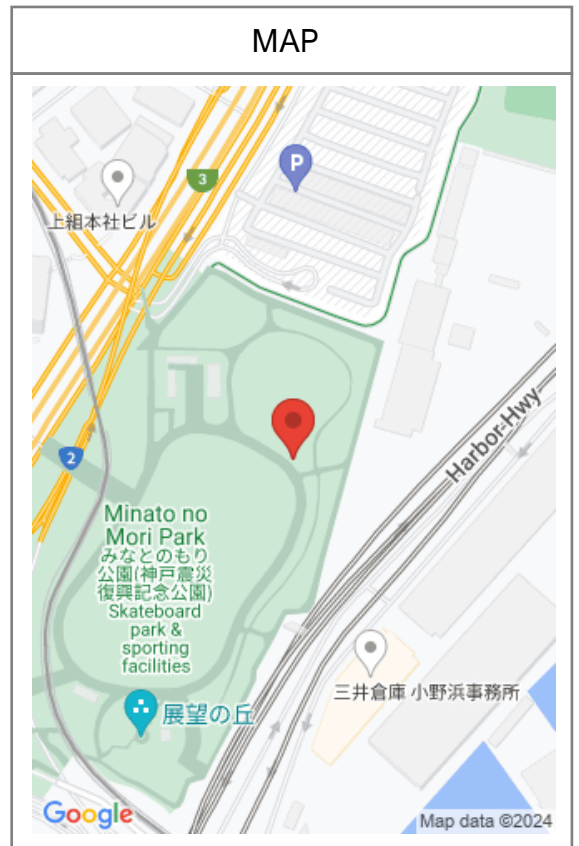 MAP
P
3
上組本社ビル
Harbor Hwy
2
Minato no
Mori Park
みなとのもり
公園(神戸震災
復興記念公園)
Skateboard
park &
sporting
facilities
三井倉庫 小野浜事務所
展望の丘
Google
Map data ©2024